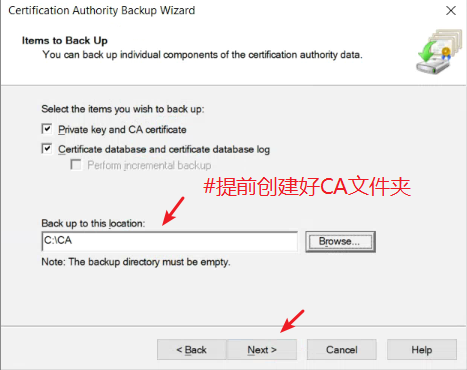 Certification Authority Backup Wizard
Items to Back Up
You can back up individual components of the certification authority data.
Select the items you wish to back up:
Private key and CA certificate
Certificate database and certificate database log
Perform incremental backup
#提前创建好CA文件夹
Back up to this location:
C:\CA
Browse...
Note: The backup directory must be empty.
< Back
Next >
Cancel
Help